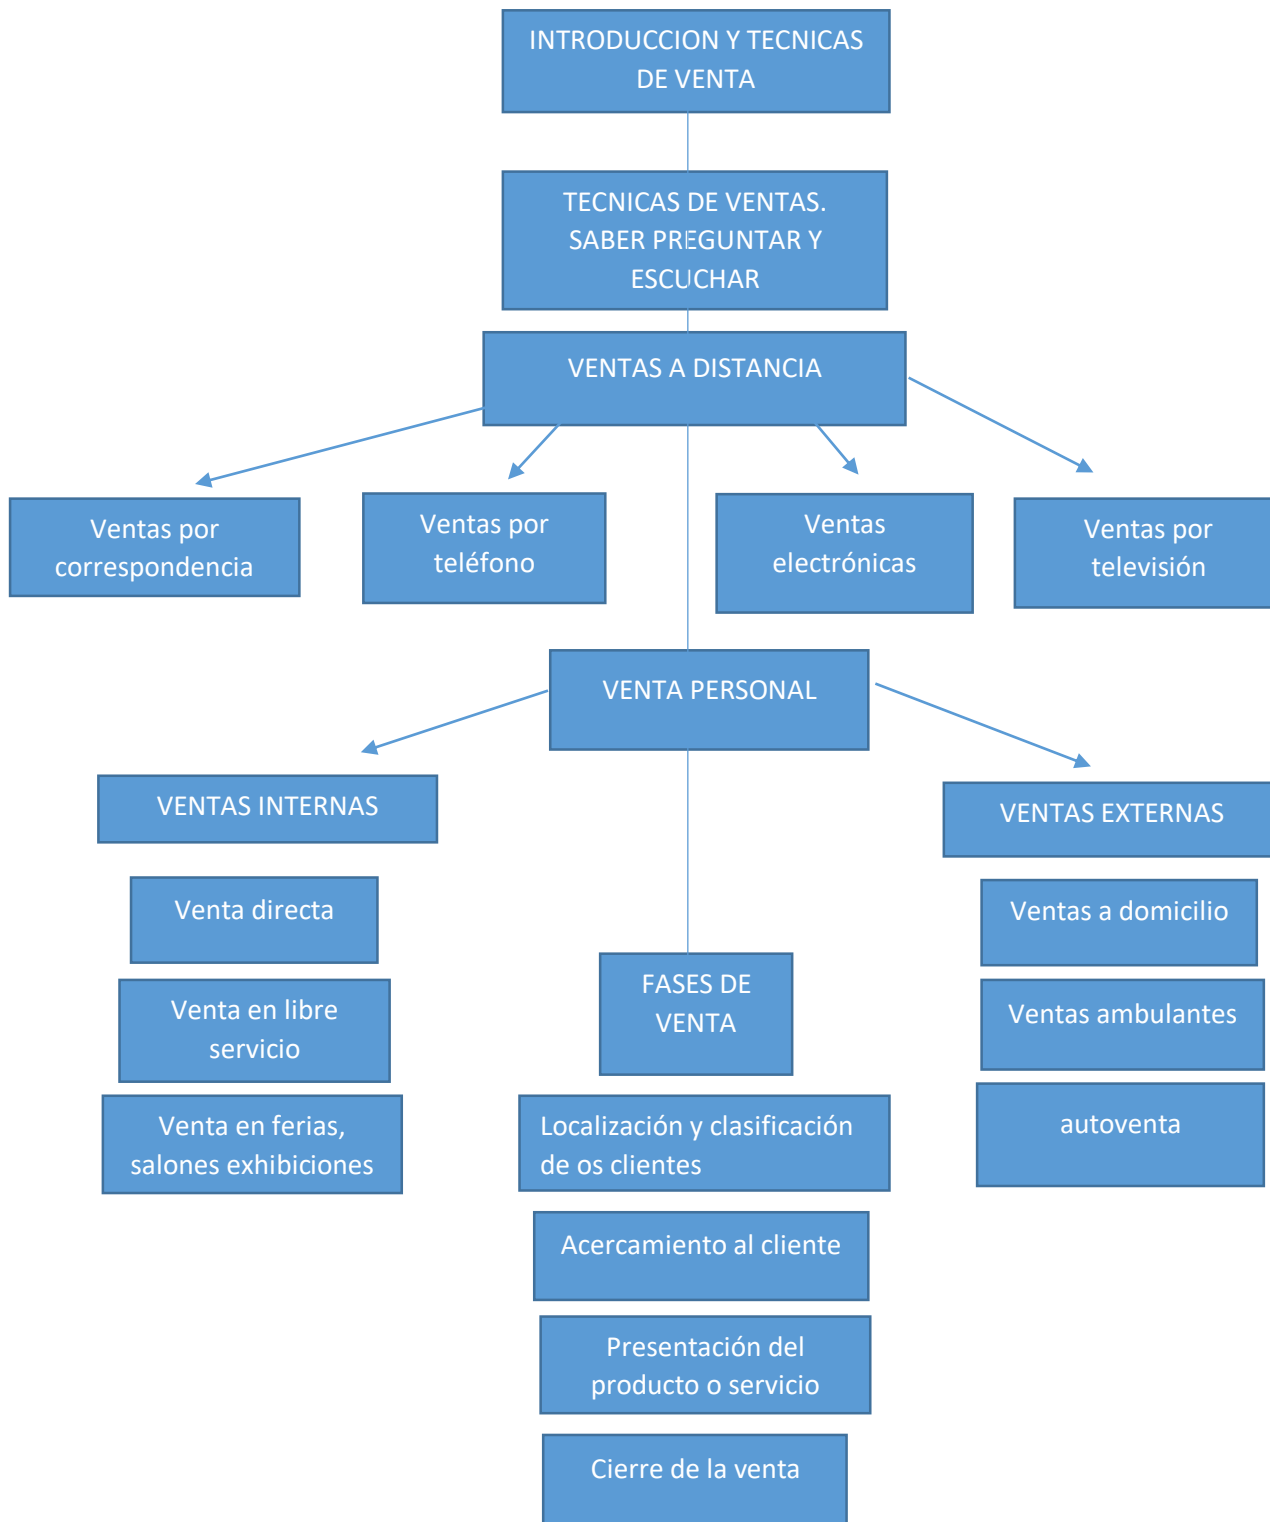 INTRODUCCION Y TECNICAS
DE VENTA
TECNICAS DE VENTAS.
SABER PREGUNTAR Y
ESCUCHAR
VENTAS A DISTANCIA
Ventas por
correspondencia
Ventas por
teléfono
Ventas
electrónicas
Ventas por
televisión
VENTA PERSONAL
VENTAS INTERNAS
Venta directa
Venta en libre
servicio
Venta en ferias,
salones exhibiciones
VENTAS EXTERNAS
Ventas a domicilio
Ventas ambulantes
autoventa
FASES DE
VENTA
Localización y clasificación
de os clientes
Acercamiento al cliente
Presentación del
producto o servicio
Cierre de la venta